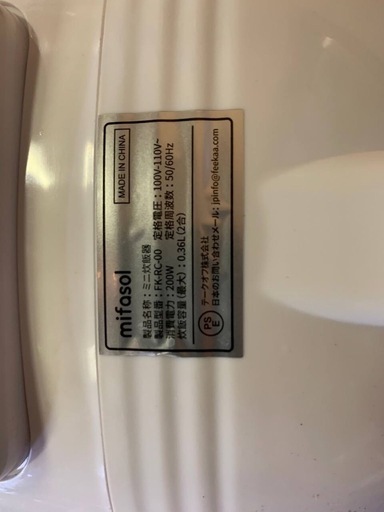 mifasol
MADE IN CHINA
製品名称：ミニ炊飯器
製品型番：FK-RC-00 定格電圧：100V-110V~
消費電力：200W 定格周波数：50/60Hz
炊飯容量（最大）：0.36L（2合）
PS
E
テークオフ株式会社
日本のお問い合わせメール：jpinfo@feekaa.com